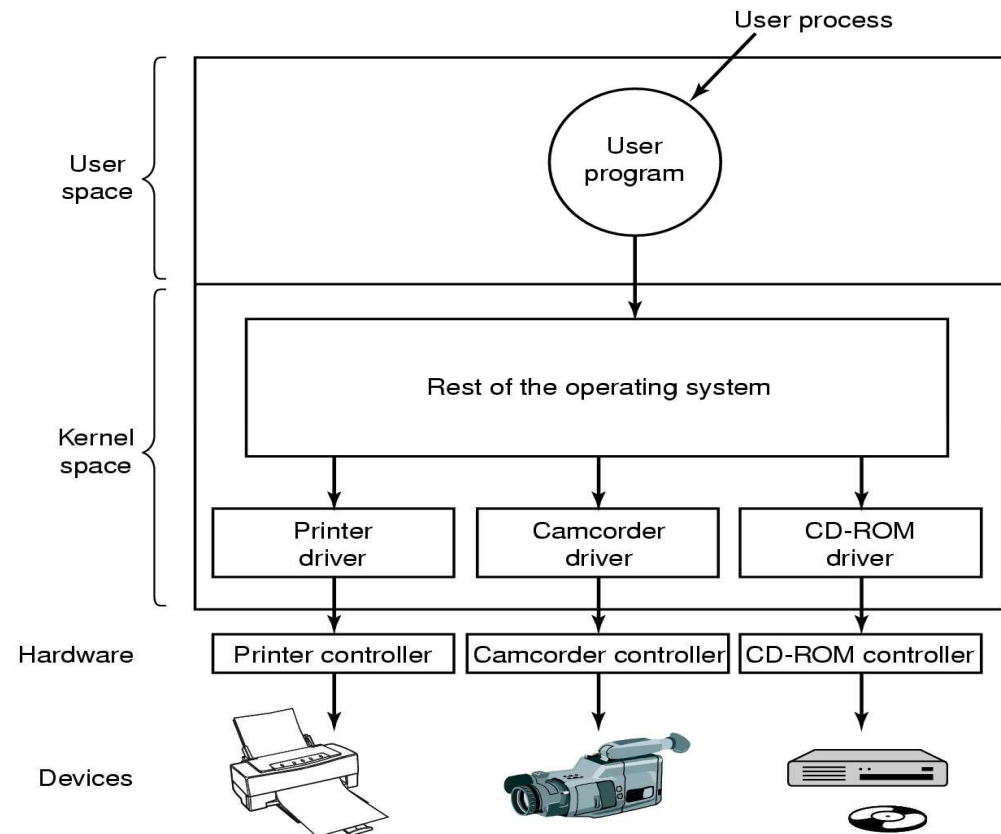 User process
User
space
User
program
Kernel
space
Rest of the operating system
Printer
driver
Camcorder
driver
CD-ROM
driver
Hardware
Printer controller
Camcorder controller
CD-ROM controller
Devices